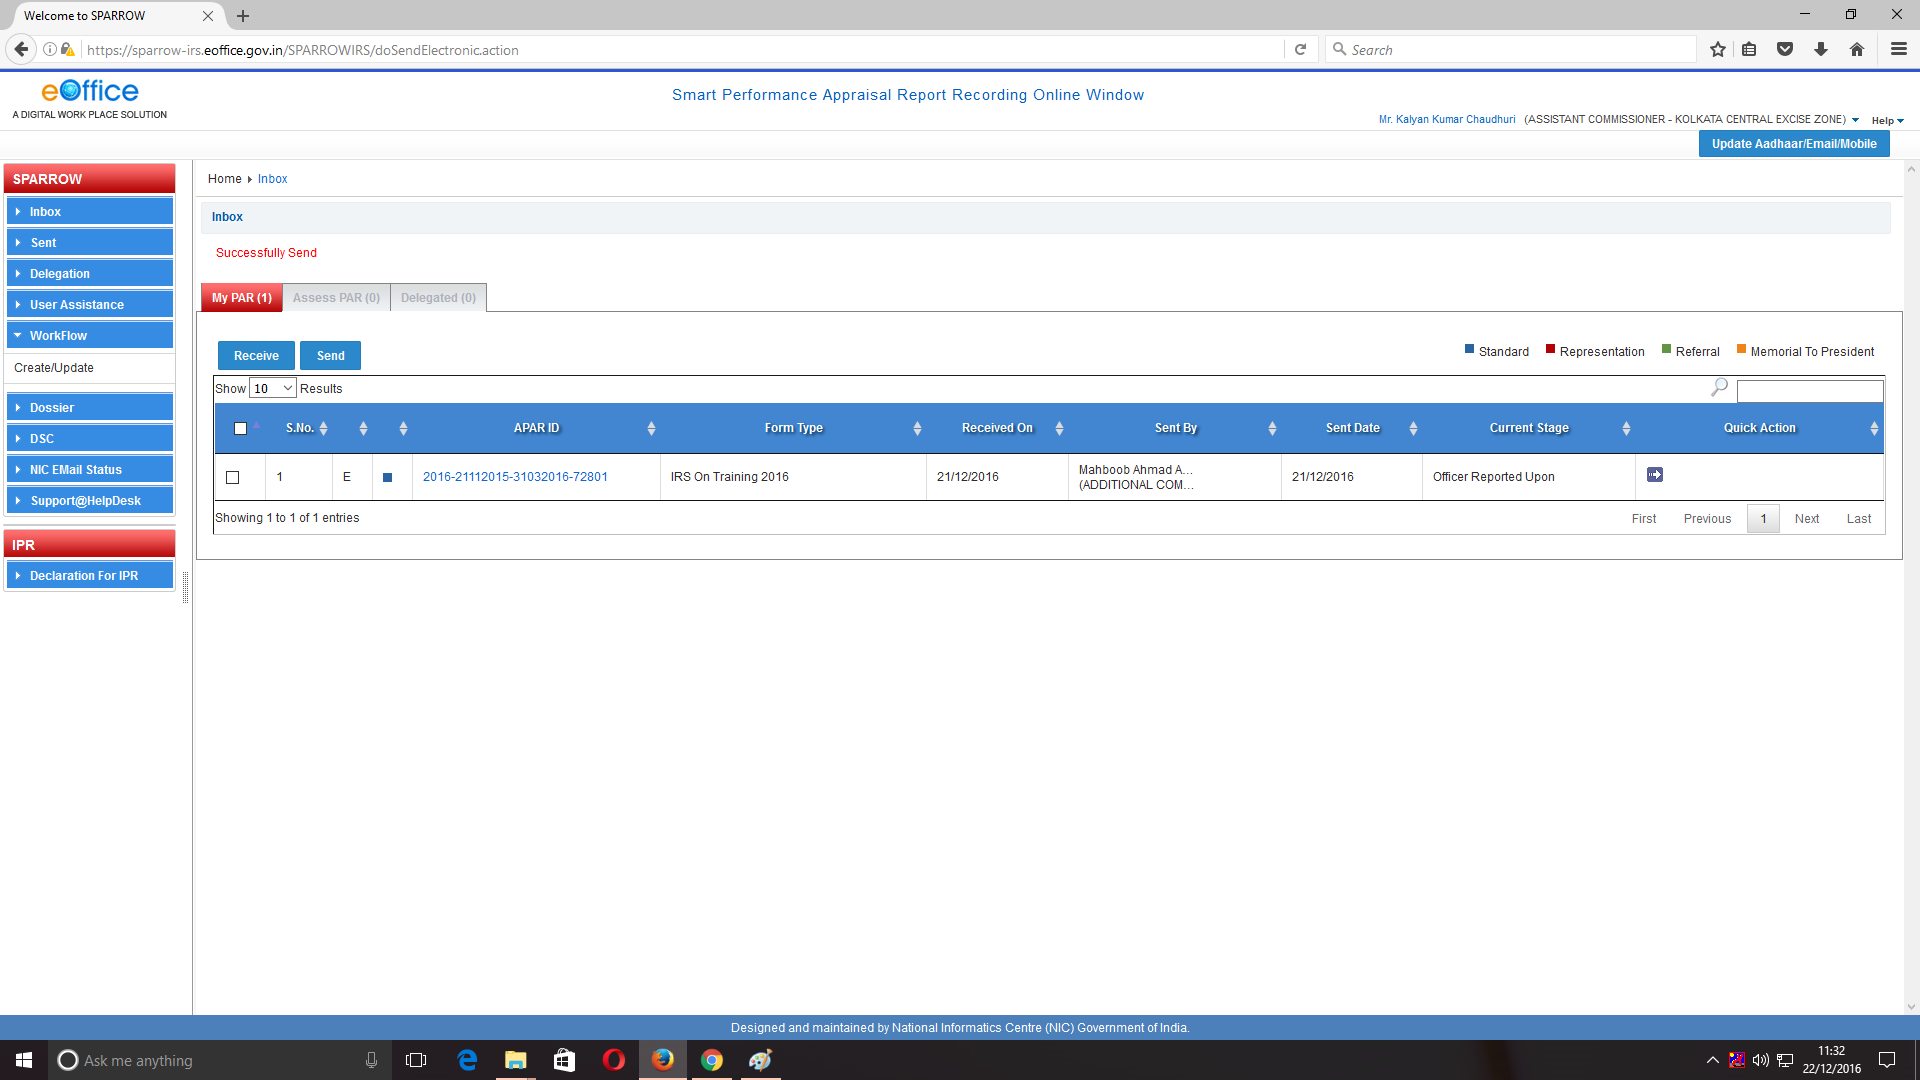 Welcome to SPARROW
https://sparrow-irs.eoffice.gov.in/SPARROWIRS/doSendElectronic.action
Search
eOffice
A DIGITAL WORK PLACE SOLUTION
Smart Performance Appraisal Report Recording Online Window
Mr. Kalyan Kumar Chaudhuri (ASSISTANT COMMISSIONER - KOLKATA CENTRAL EXCISE ZONE) Help
Update Aadhaar/Email/Mobile
SPARROW
Inbox
Sent
Delegation
User Assistance
WorkFlow
Create/Update
Dossier
DSC
NIC EMail Status
Support@HelpDesk
IPR
Declaration For IPR
Home Inbox
Inbox
Successfully Send
My PAR (1) Assess PAR (0) Delegated (0)
Receive Send
Standard Representation Referral Memorial To President
Show 10 Results
S.No. APAR ID Form Type Received On Sent By Sent Date Current Stage Quick Action
1 E 2016-21112015-31032016-72801 IRS On Training 2016 21/12/2016 Mahboob Ahmad A... 21/12/2016 Officer Reported Upon
(ADDITIONAL COM...
Showing 1 to 1 of 1 entries
First Previous 1 Next Last
Designed and maintained by National Informatics Centre (NIC) Government of India.
Ask me anything
11:32
22/12/2016